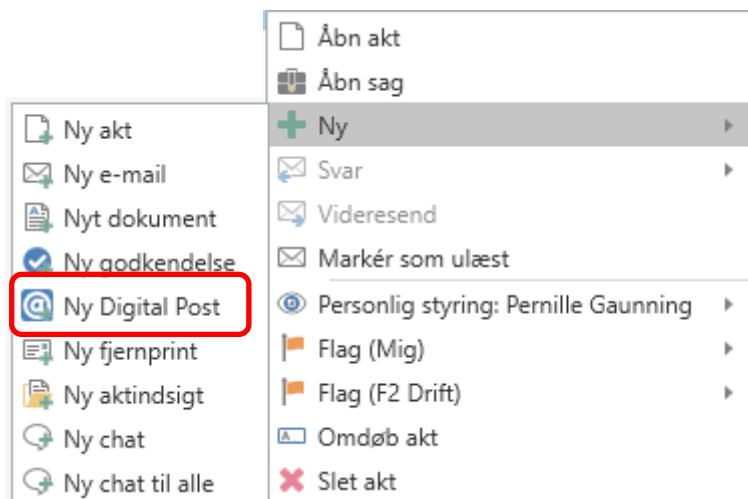 Åbn akt
Åbn sag
Ny
Svar
Videresend
Markér som ulæst
Personlig styring: Pernille Gaunning
Flag (Mig)
Flag (F2 Drift)
Omdøb akt
Slet akt
Ny akt
Ny e-mail
Nyt dokument
Ny godkendelse
Ny Digital Post
Ny fjernprint
Ny aktindsigt
Ny chat
Ny chat til alle